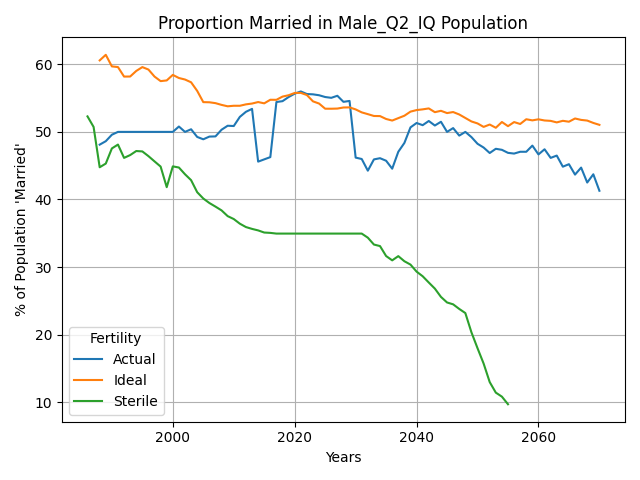 Proportion Married in Male_Q2_IQ Population
% of Population 'Married'
60
50
40
30
20
10
Fertility
Actual
Ideal
Sterile
2000 2020 2040 2060
Years